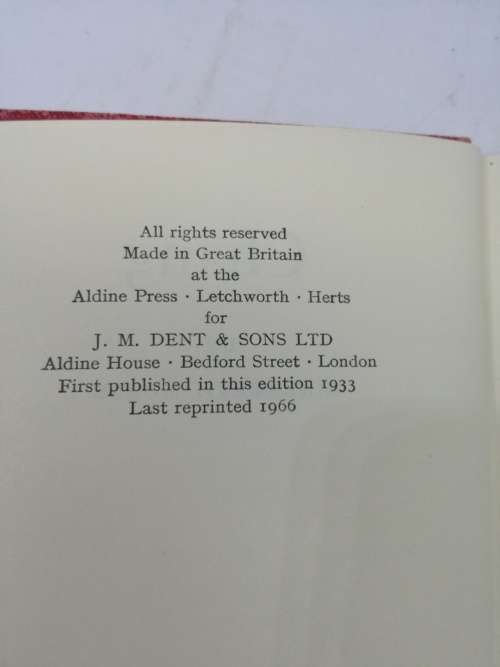 All rights reserved
Made in Great Britain
at the
Aldine Press · Letchworth · Herts
for
J. M. DENT & SONS LTD
Aldine House · Bedford Street · London
First published in this edition 1933
Last reprinted 1966